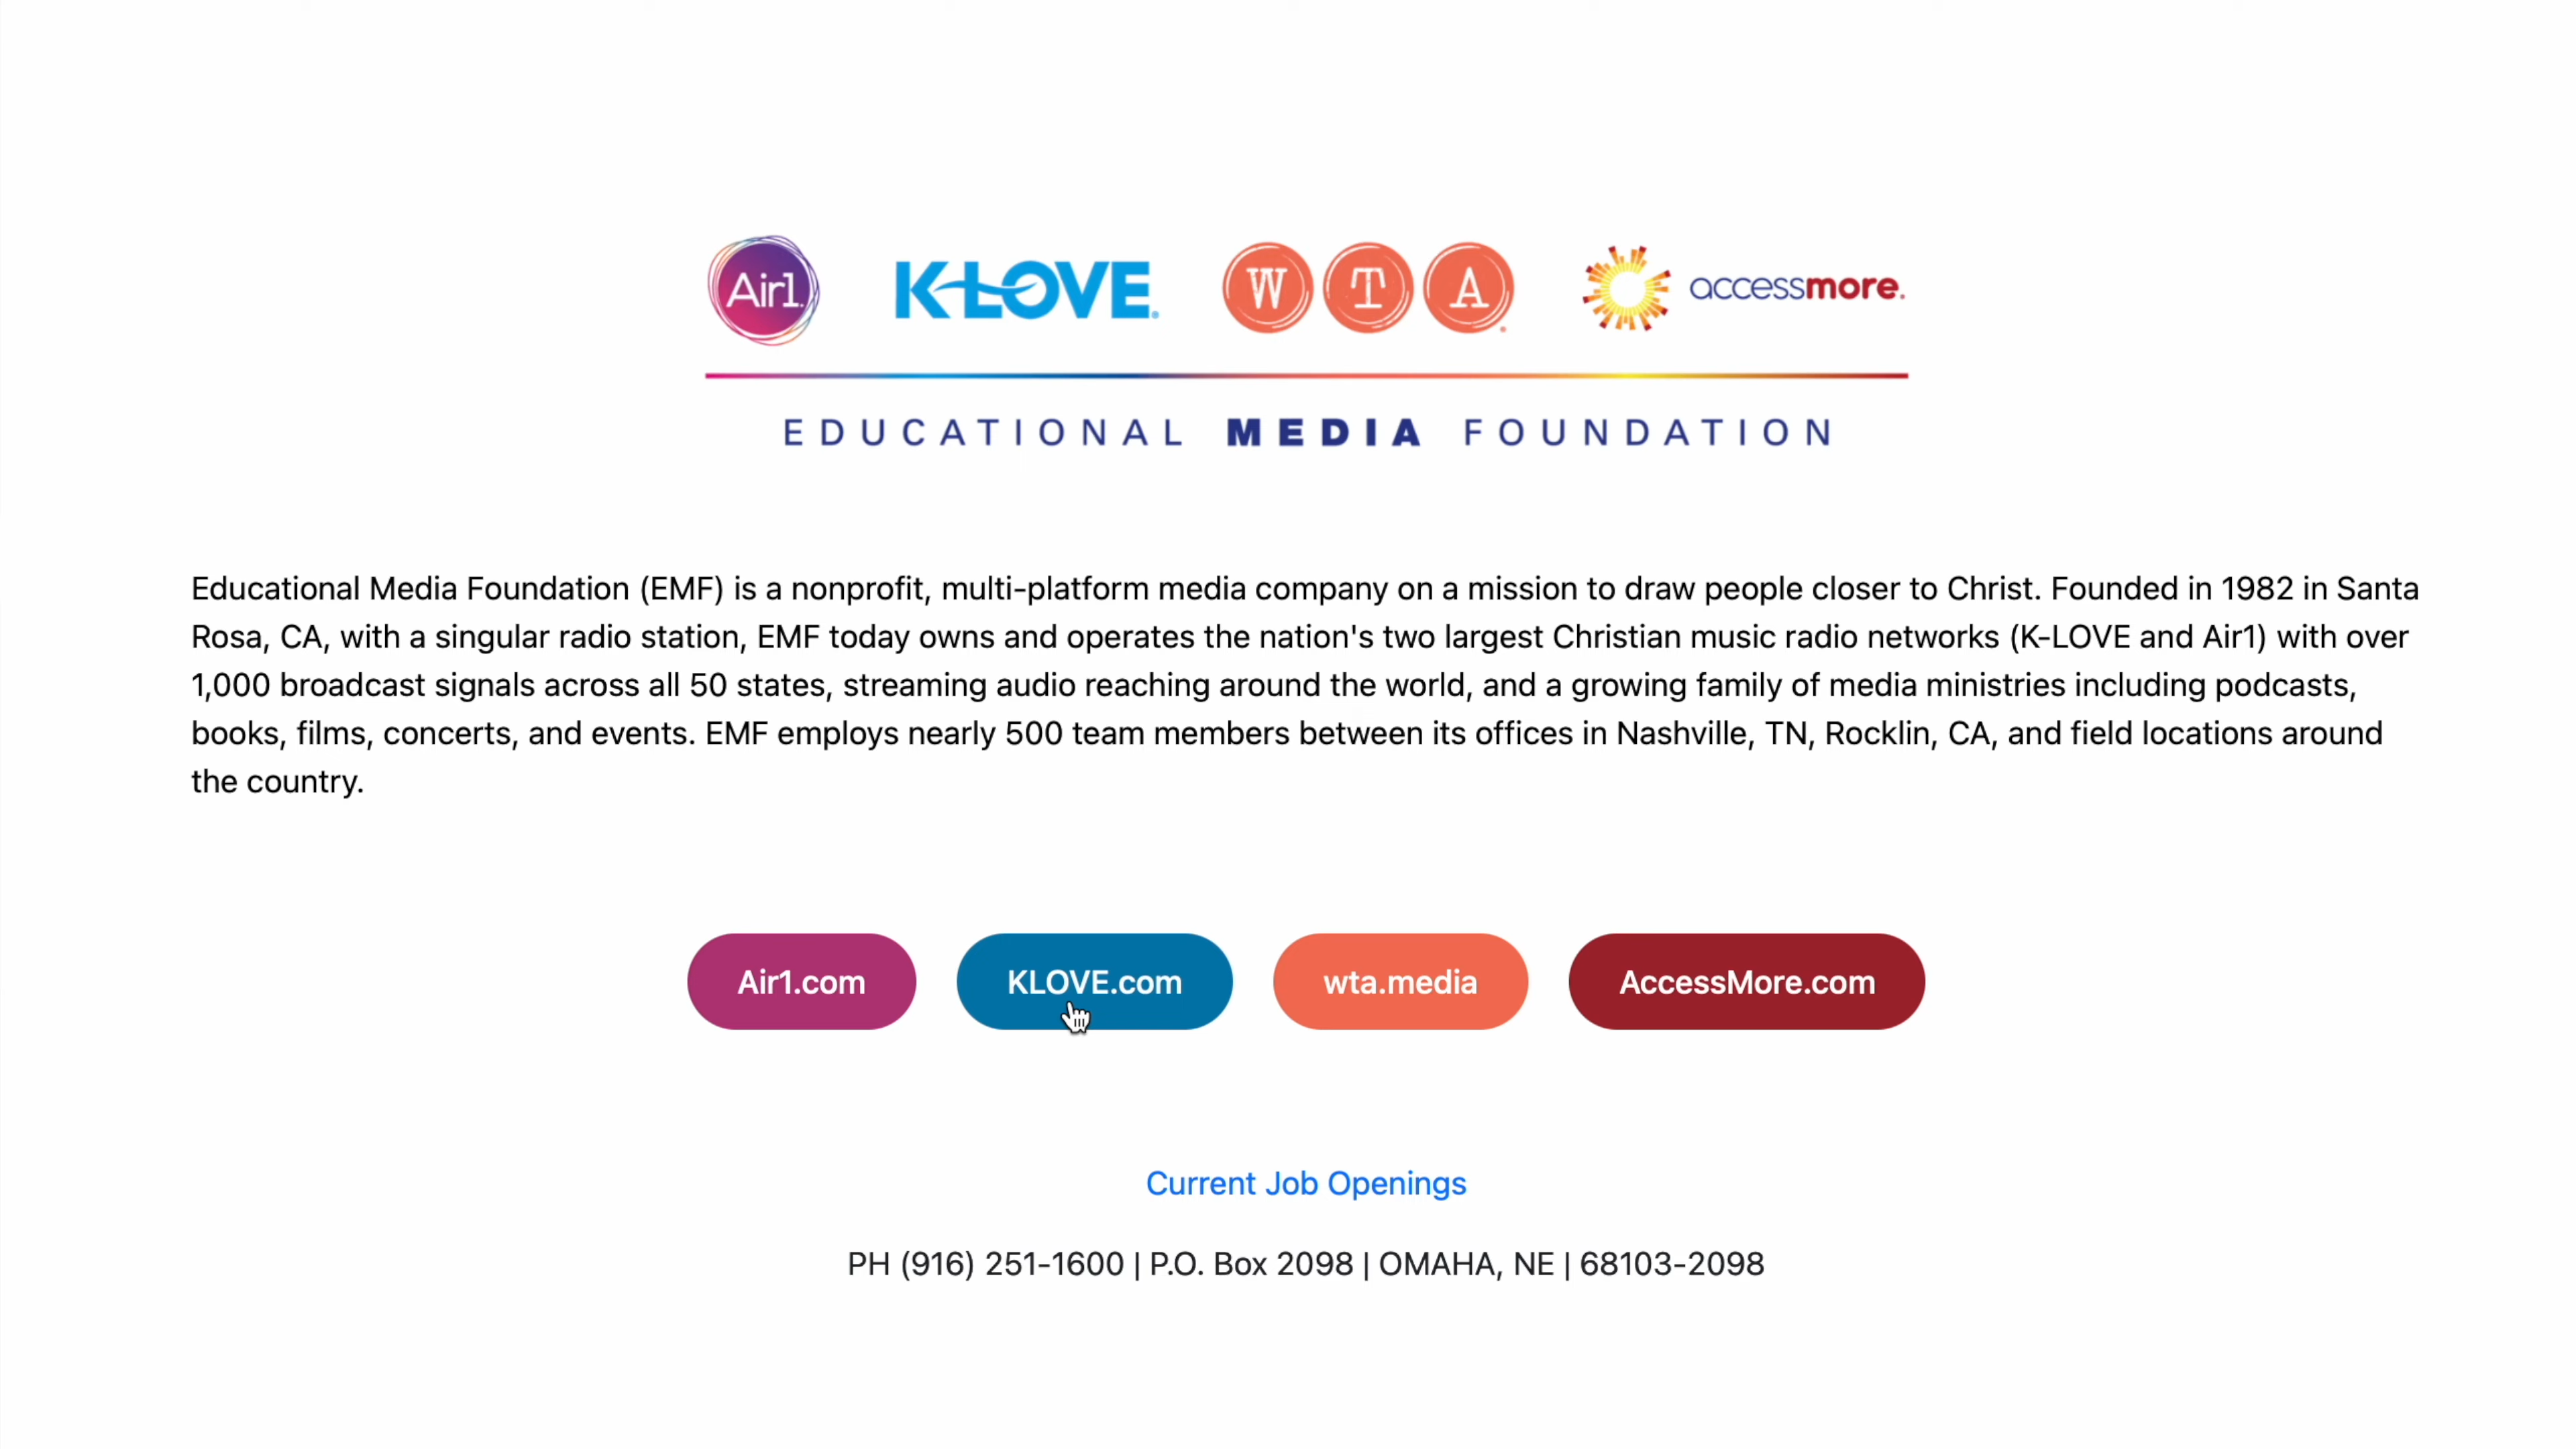 Air1 K-LOVE WTA accessmore.
EDUCATIONAL MEDIA FOUNDATION
Educational Media Foundation (EMF) is a nonprofit, multi-platform media company on a mission to draw people closer to Christ. Founded in 1982 in Santa
Rosa, CA, with a singular radio station, EMF today owns and operates the nation's two largest Christian music radio networks (K-LOVE and Air1) with over
1,000 broadcast signals across all 50 states, streaming audio reaching around the world, and a growing family of media ministries including podcasts,
books, films, concerts, and events. EMF employs nearly 500 team members between its offices in Nashville, TN, Rocklin, CA, and field locations around
the country.
Air1.com KLOVE.com wta.media AccessMore.com
Current Job Openings
PH (916) 251-1600 | P.O. Box 2098 | OMAHA, NE | 68103-2098